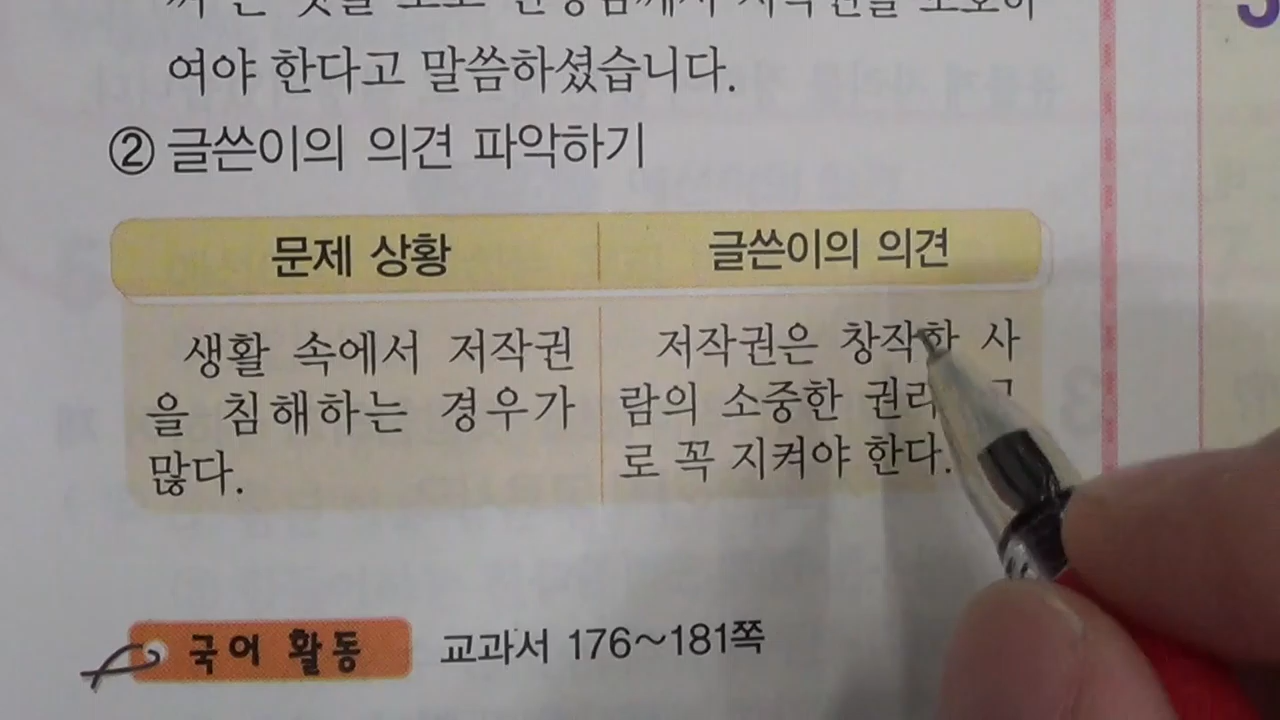 여야 한다고 말씀하셨습니다.
② 글쓴이의 의견 파악하기
문제 상황
글쓴이의 의견
생활 속에서 저작권
을 침해하는 경우가
많다.
저작권은 창작한 사
람의 소중한 권리
로 꼭 지켜야 한다.
국어 활동 교과서 176~181쪽